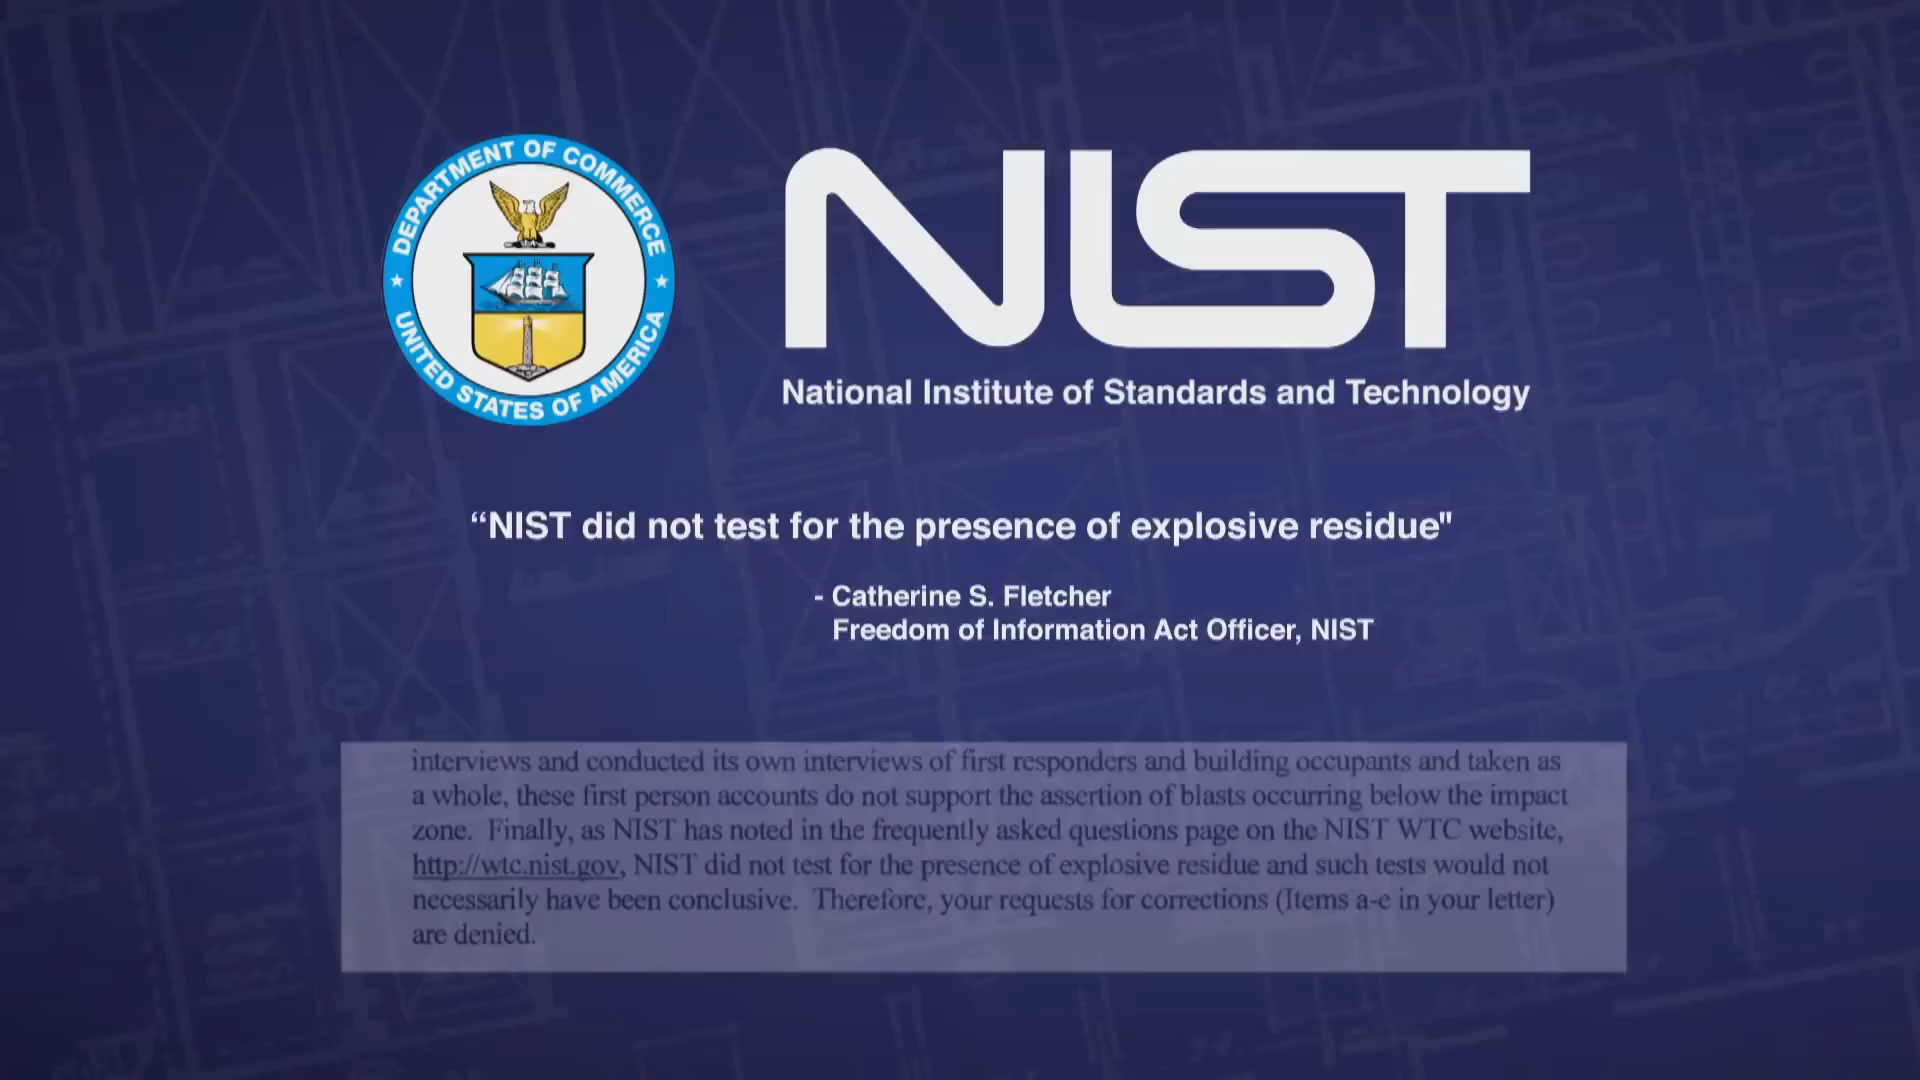 DEPARTMENT OF COMMERCE
UNITED STATES OF AMERICA
NIST
National Institute of Standards and Technology
“NIST did not test for the presence of explosive residue"
- Catherine S. Fletcher
Freedom of Information Act Officer, NIST
interviews and conducted its own interviews of first responders and building occupants and taken as
a whole, these first person accounts do not support the assertion of blasts occurring below the impact
zone.  Finally, as NIST has noted in the frequently asked questions page on the NIST WTC website,
http://wtc.nist.gov, NIST did not test for the presence of explosive residue and such tests would not
necessarily have been conclusive.  Therefore, your requests for corrections (Items a-e in your letter)
are denied.